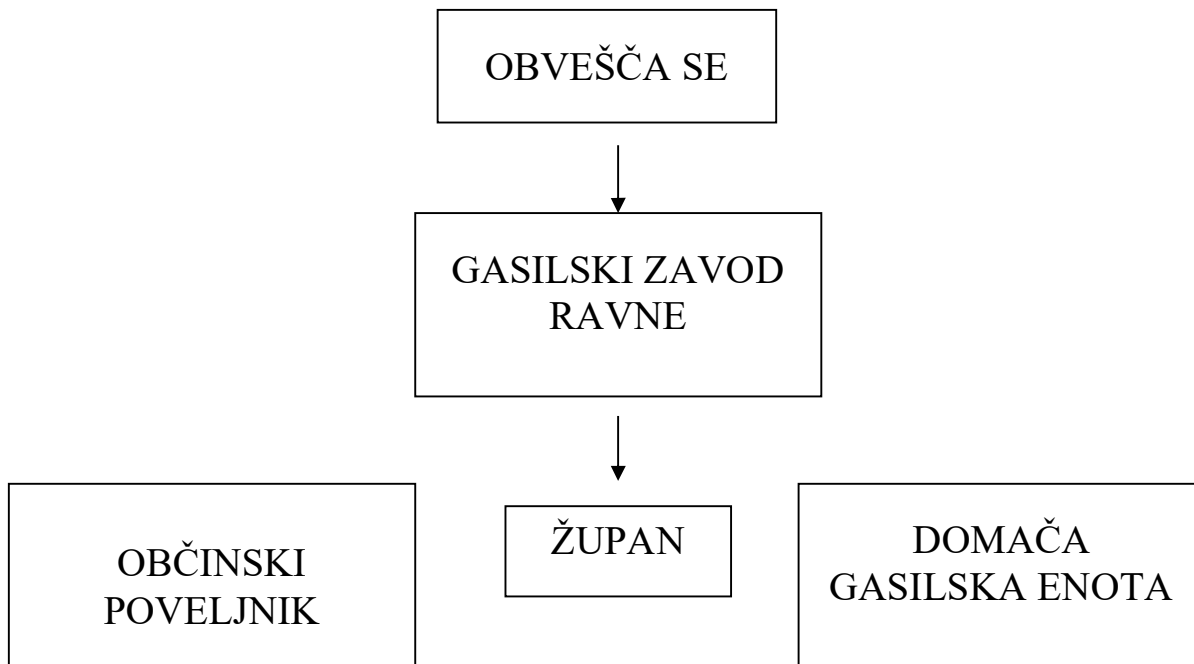 OBVEŠČA SE
GASILSKI ZAVOD
RAVNE
OBČINSKI
POVELJNIK
ŽUPAN
DOMAČA
GASILSKA ENOTA